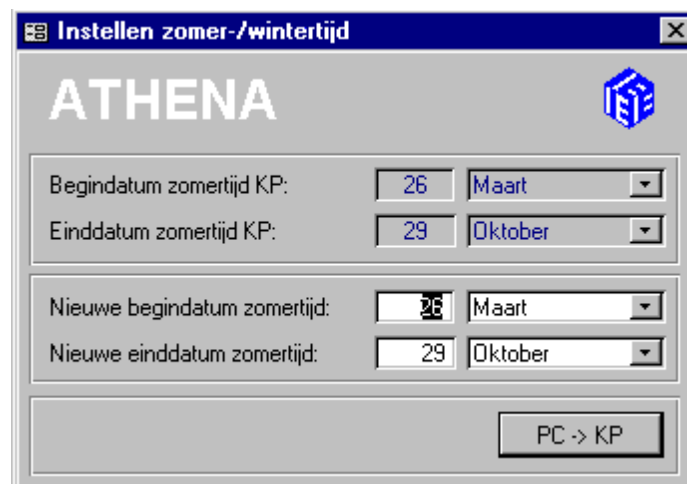 Instellen zomer-/wintertijd
ATHENA
Begindatum zomertijd KP: 26 Maart
Einddatum zomertijd KP: 29 Oktober
Nieuwe begindatum zomertijd: 26 Maart
Nieuwe einddatum zomertijd: 29 Oktober
PC -> KP